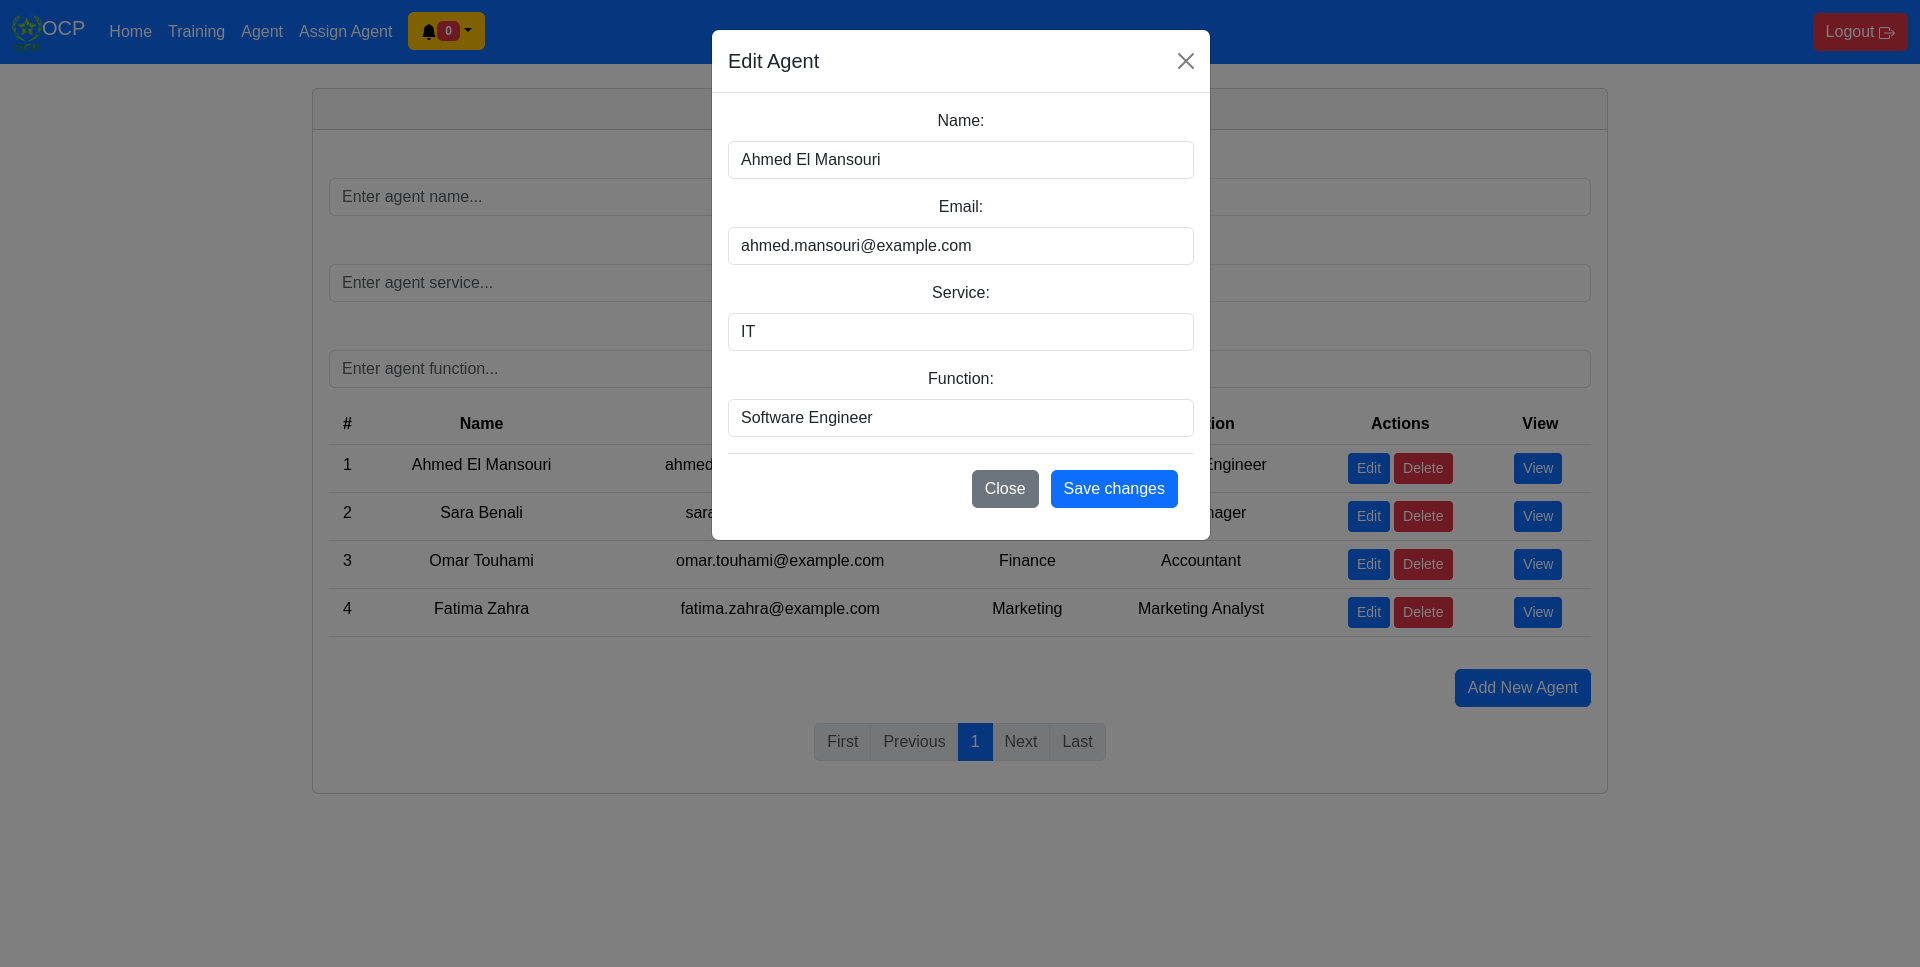 OCP Home Training Agent Assign Agent 0 Logout
Edit Agent
Name:
Ahmed El Mansouri
Email:
ahmed.mansouri@example.com
Service:
IT
Function:
Software Engineer
Close Save changes
Enter agent name...
Enter agent service...
Enter agent function...
# Name tion Actions View
1 Ahmed El Mansouri ahmed Engineer Edit Delete View
2 Sara Benali sara nager Edit Delete View
3 Omar Touhami omar.touhami@example.com Finance Accountant Edit Delete View
4 Fatima Zahra fatima.zahra@example.com Marketing Marketing Analyst Edit Delete View
Add New Agent
First Previous 1 Next Last